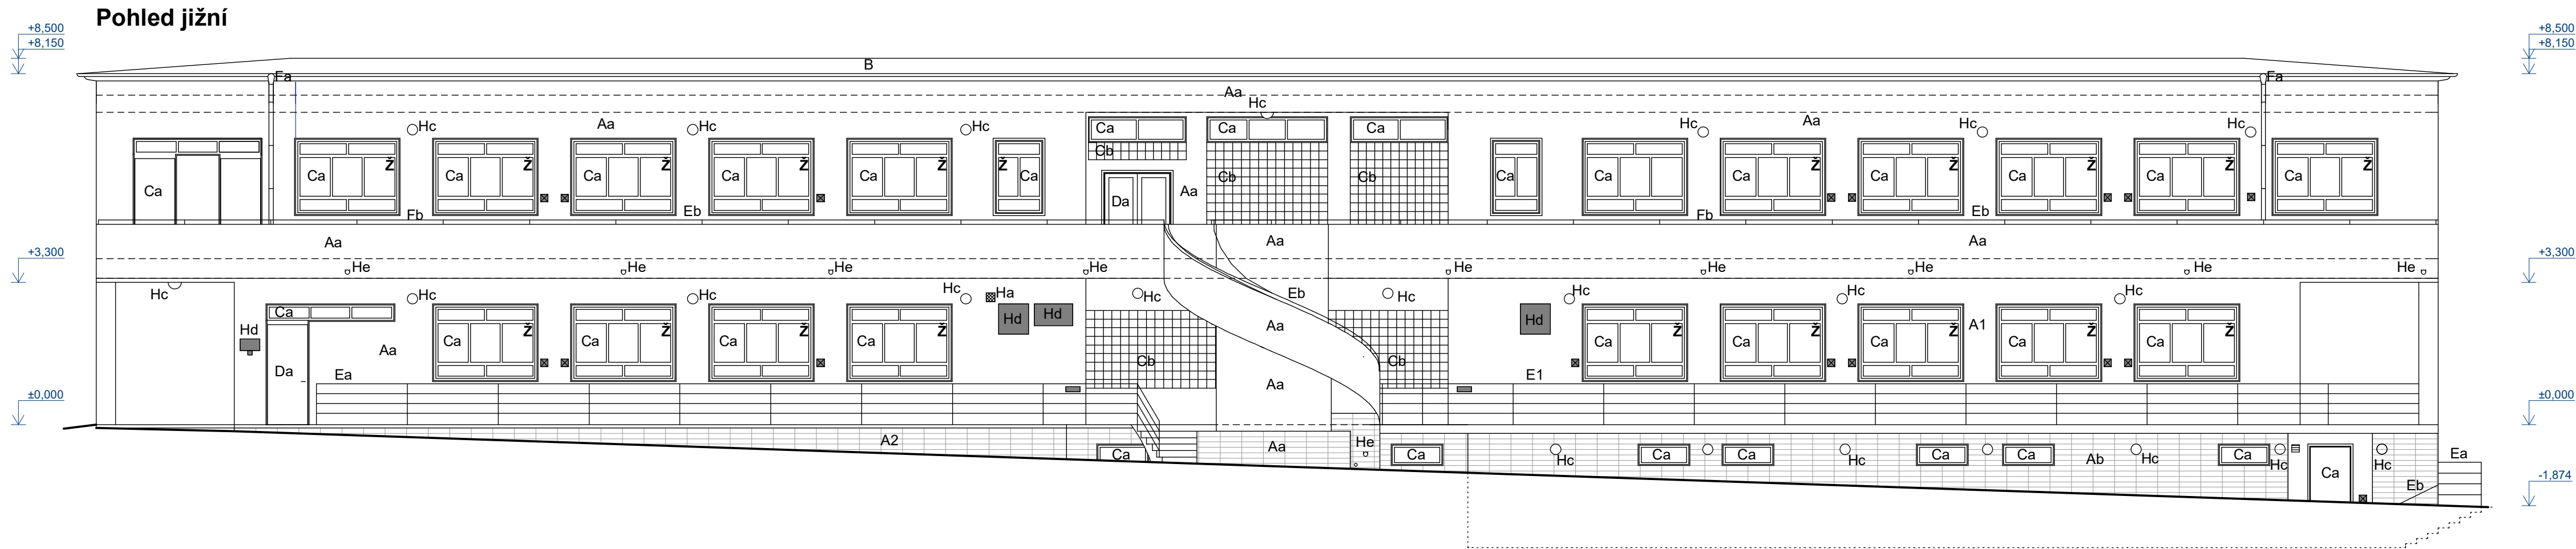 Pohled jižní
+8,500 +8,500
+8,150 +8,150
B
Fa Fa
Aa
Hc
Hc Aa Hc Hc Ca Ca Ca Hc Aa Hc Hc
Cb
Ž Ž Ž Ž Ž Ž Ž Ž Ž Ž
Ca Ca Ca Ca Ca Ca Ca Cb Cb Ca Ca Ca Ca Ca Ca Ca
Aa
Da
Fb Eb Fb Eb
Aa Aa Aa
+3,300 +3,300
He He He He He He He He He
Hc Hc Hc Hc Ha Hc Hc Eb Hc Hc Hc
Ca
Hd Hd Hd Hd
Aa A1
Ž Ž Ž Ž Ž Ž Ž Ž
Ca Ca Ca Ca Ca Ca Ca Ca Ca
Aa
Cb Cb
Da Ea E1
Aa
±0,000 ±0,000
A2 Aa He
Ca Ca Ca Ca Ca Ca Ca
Hc Hc Ab Hc Hc Hc Ea
Ca
-1,874
Eb